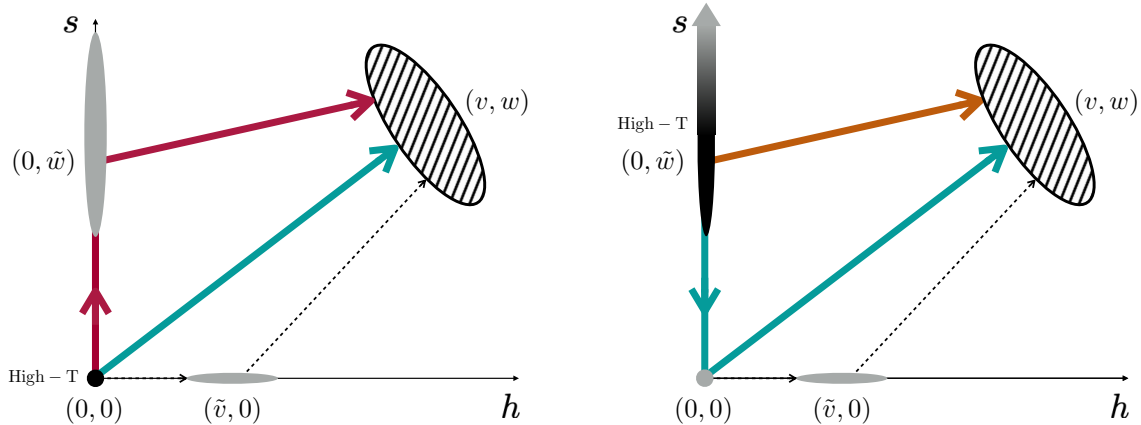 s
(v, w)
(0, w̃)
High − T
(0, 0)
(ṽ, 0)
h
s
(v, w)
High − T
(0, w̃)
(0, 0)
(ṽ, 0)
h